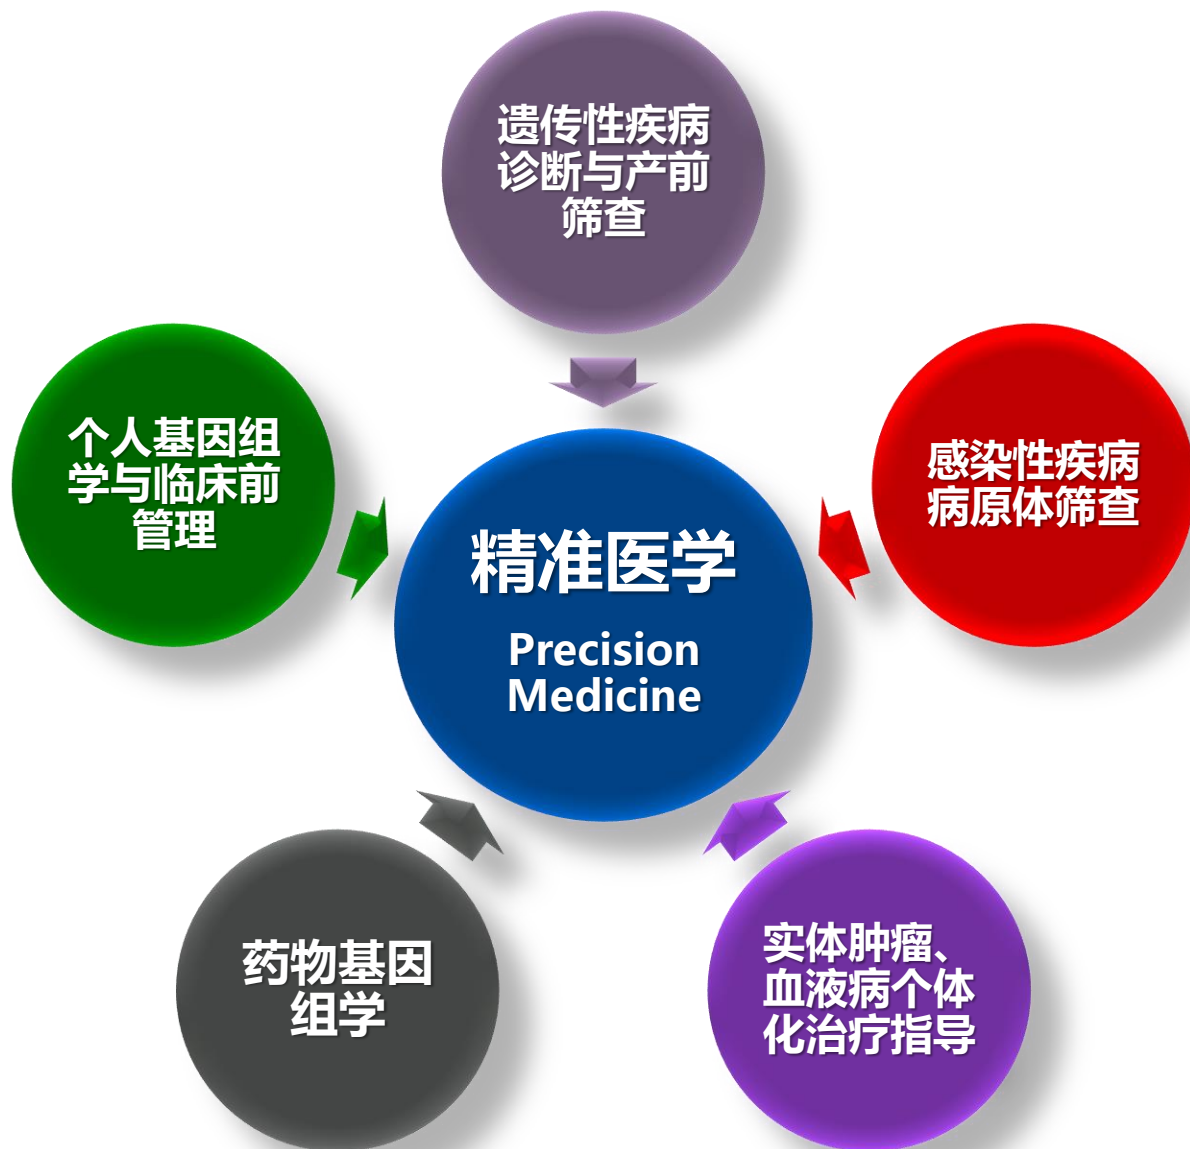 遗传性疾病
诊断与产前
筛查
个人基因组
学与临床前
管理
感染性疾病
病原体筛查
精准医学
Precision
Medicine
药物基因
组学
实体肿瘤、
血液病个体
化治疗指导